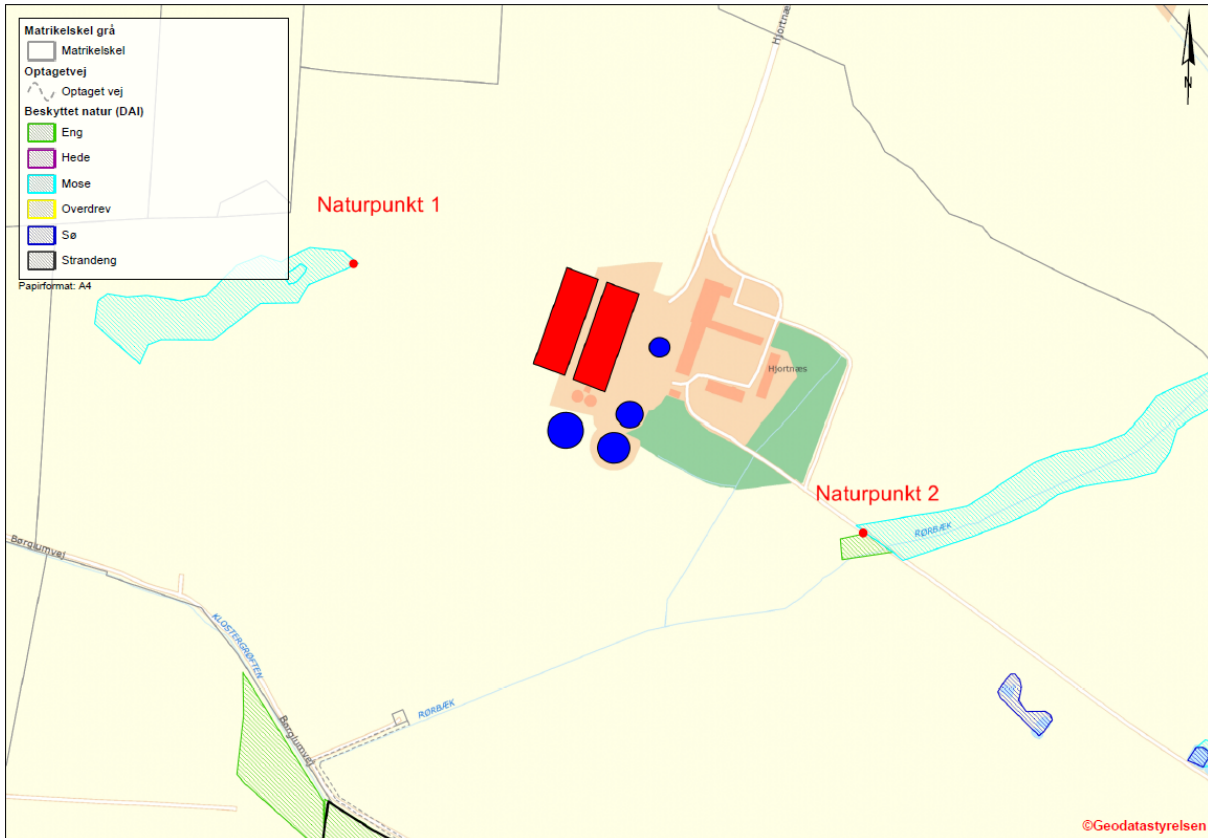 Matrikelskel grå
Matrikelskel
Optagetvej
Optaget vej
Beskyttet natur (DAI)
Eng
Hede
Mose
Overdrev
Sø
Strandeng
Papirformat: A4
Hjortnæs
N
Naturpunkt 1
Hjortnæs
Naturpunkt 2
RØRBÆK
Børglumvej
KLOSTERGRØFTEN
RØRBÆK
Børglumvej
©Geodatastyrelsen